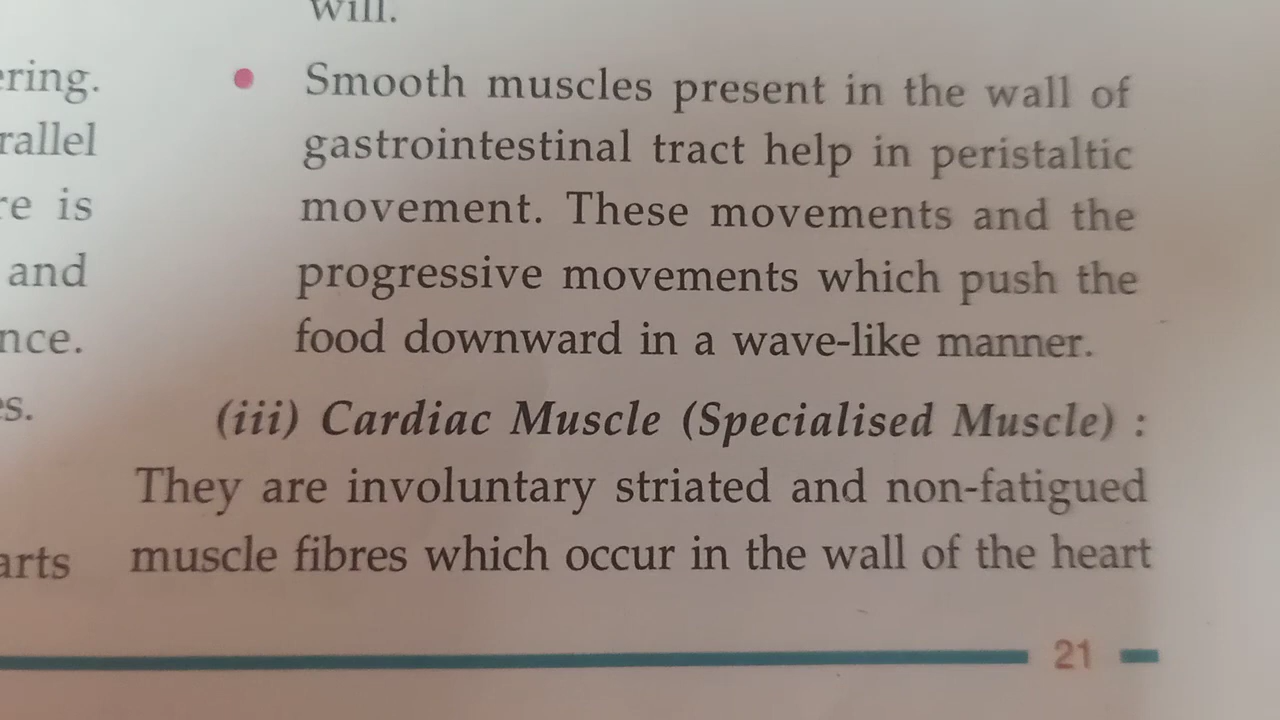 ering.
rallel
re is
and
nce.
s.
arts
will.
• Smooth muscles present in the wall of
gastrointestinal tract help in peristaltic
movement. These movements and the
progressive movements which push the
food downward in a wave-like manner.
(iii) Cardiac Muscle (Specialised Muscle) :
They are involuntary striated and non-fatigued
muscle fibres which occur in the wall of the heart
21